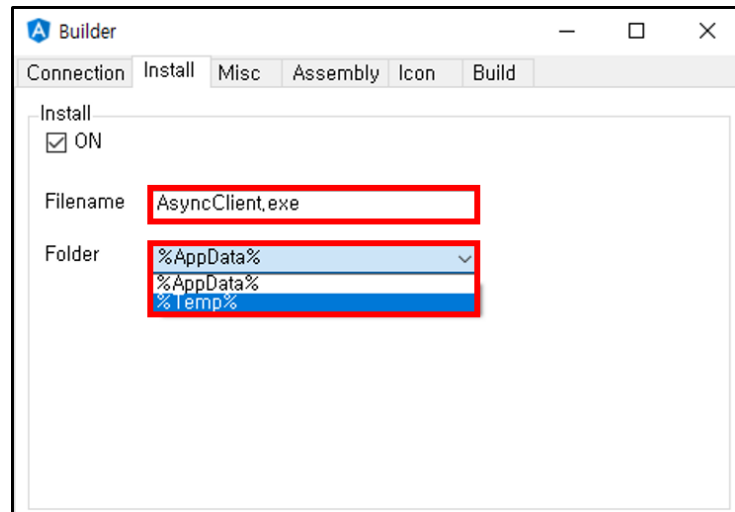 Builder
Connection Install Misc Assembly Icon Build
Install
ON
Filename AsyncClient.exe
Folder %AppData%
%AppData%
%Temp%